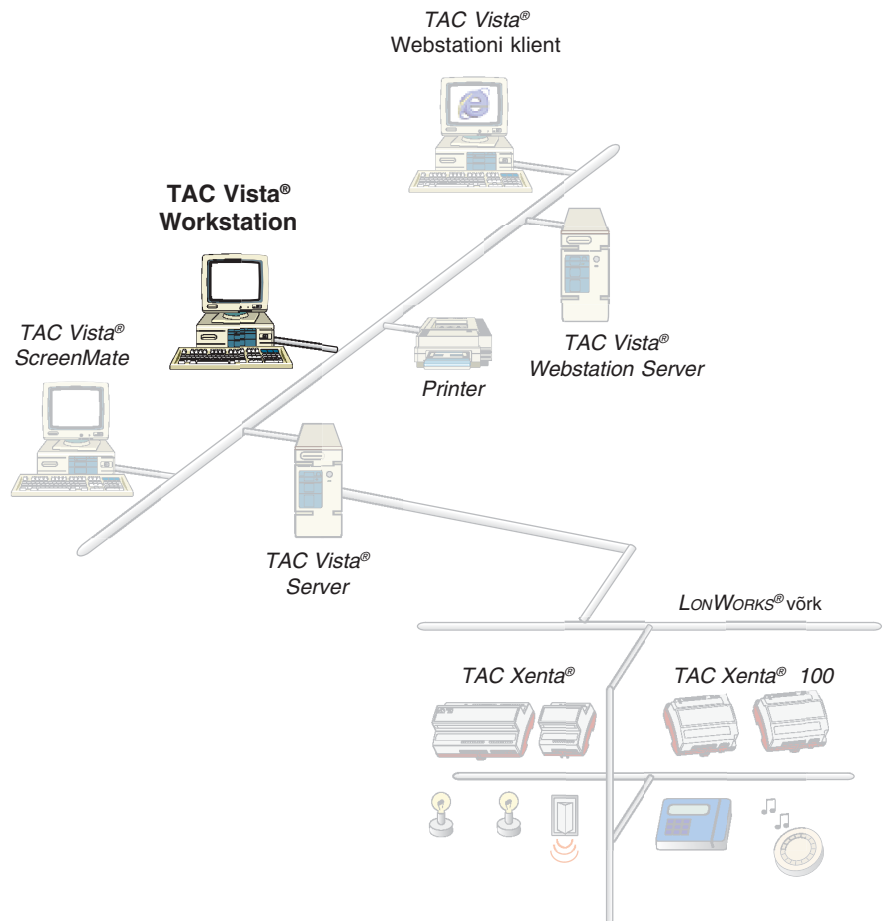 TAC Vista®
Webstationi klient
TAC Vista®
Workstation
TAC Vista®
ScreenMate
Printer
TAC Vista®
Webstation Server
TAC Vista®
Server
LONWORKS® võrk
TAC Xenta®
TAC Xenta® 100